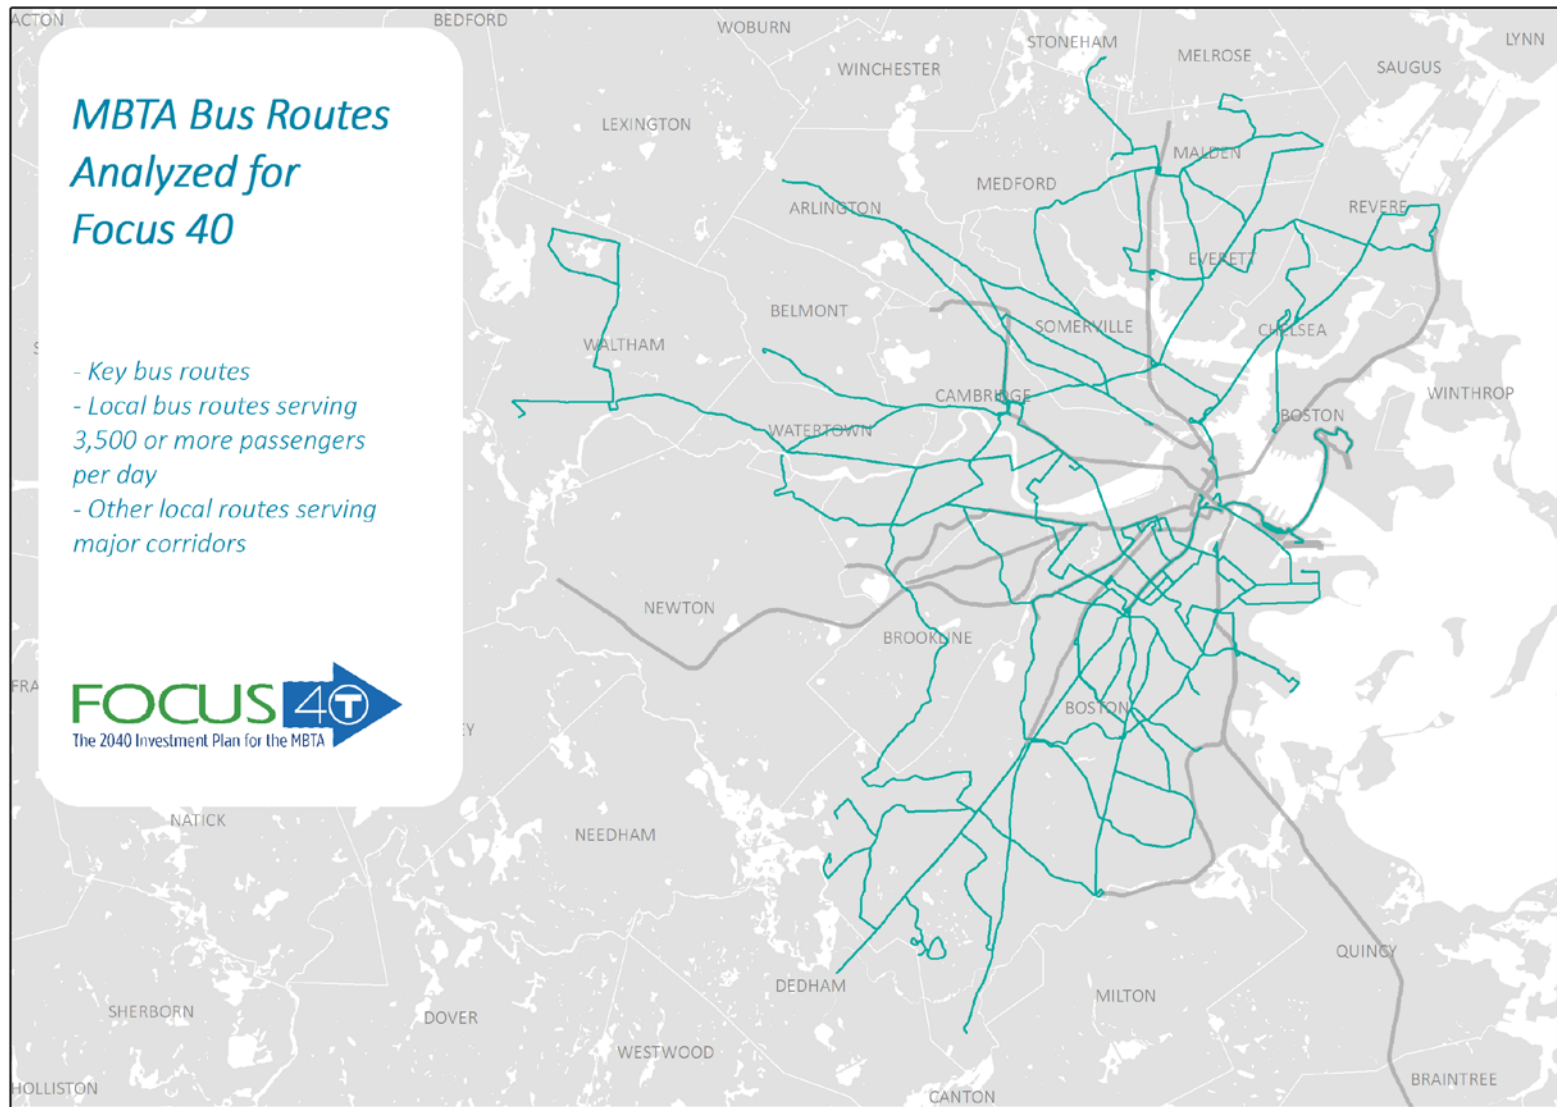 ACTON
BEDFORD
WOBURN
STONEHAM
MELROSE
LYNN
SAUGUS
WINCHESTER
LEXINGTON
MALDEN
MEDFORD
ARLINGTON
REVERE
EVERETT
BELMONT
SOMERVILLE
CHELSEA
WALTHAM
CAMBRIDGE
WINTHROP
BOSTON
WATERTOWN
NEWTON
BROOKLINE
BOSTON
NATICK
NEEDHAM
QUINCY
DEDHAM
MILTON
SHERBORN
DOVER
WESTWOOD
HOLLISTON
CANTON
BRAINTREE
MBTA Bus Routes
Analyzed for
Focus 40
- Key bus routes
- Local bus routes serving
3,500 or more passengers
per day
- Other local routes serving
major corridors
FOCUS 40 T
The 2040 Investment Plan for the MBTA
FRA
EY
S